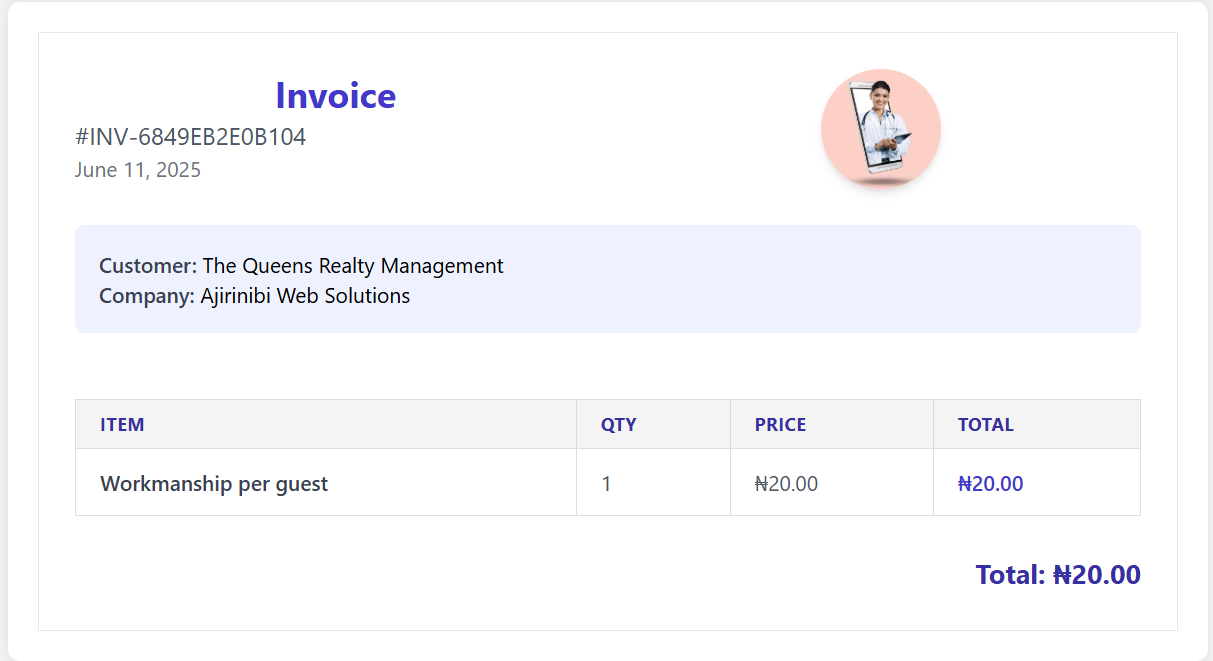 Invoice
#INV-6849EB2E0B104
June 11, 2025
Customer: The Queens Realty Management
Company: Ajirinibi Web Solutions
ITEM QTY PRICE TOTAL
Workmanship per guest 1 ₦20.00 ₦20.00
Total: ₦20.00